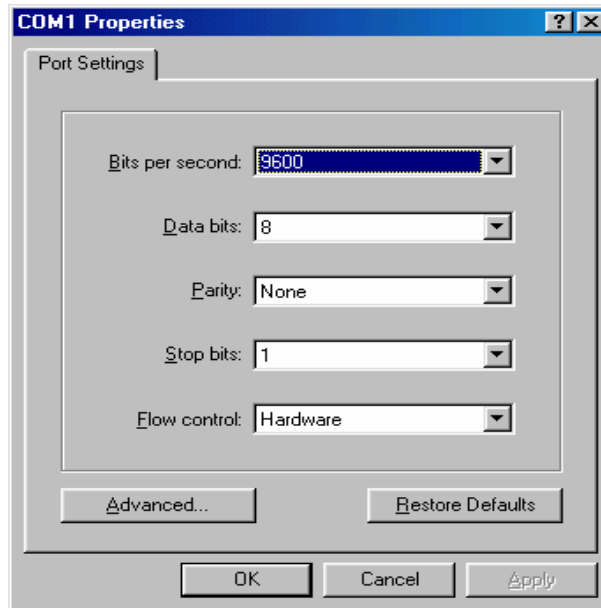 COM1 Properties
Port Settings
Bits per second: 9600
Data bits: 8
Parity: None
Stop bits: 1
Flow control: Hardware
Advanced... Restore Defaults
OK Cancel Apply